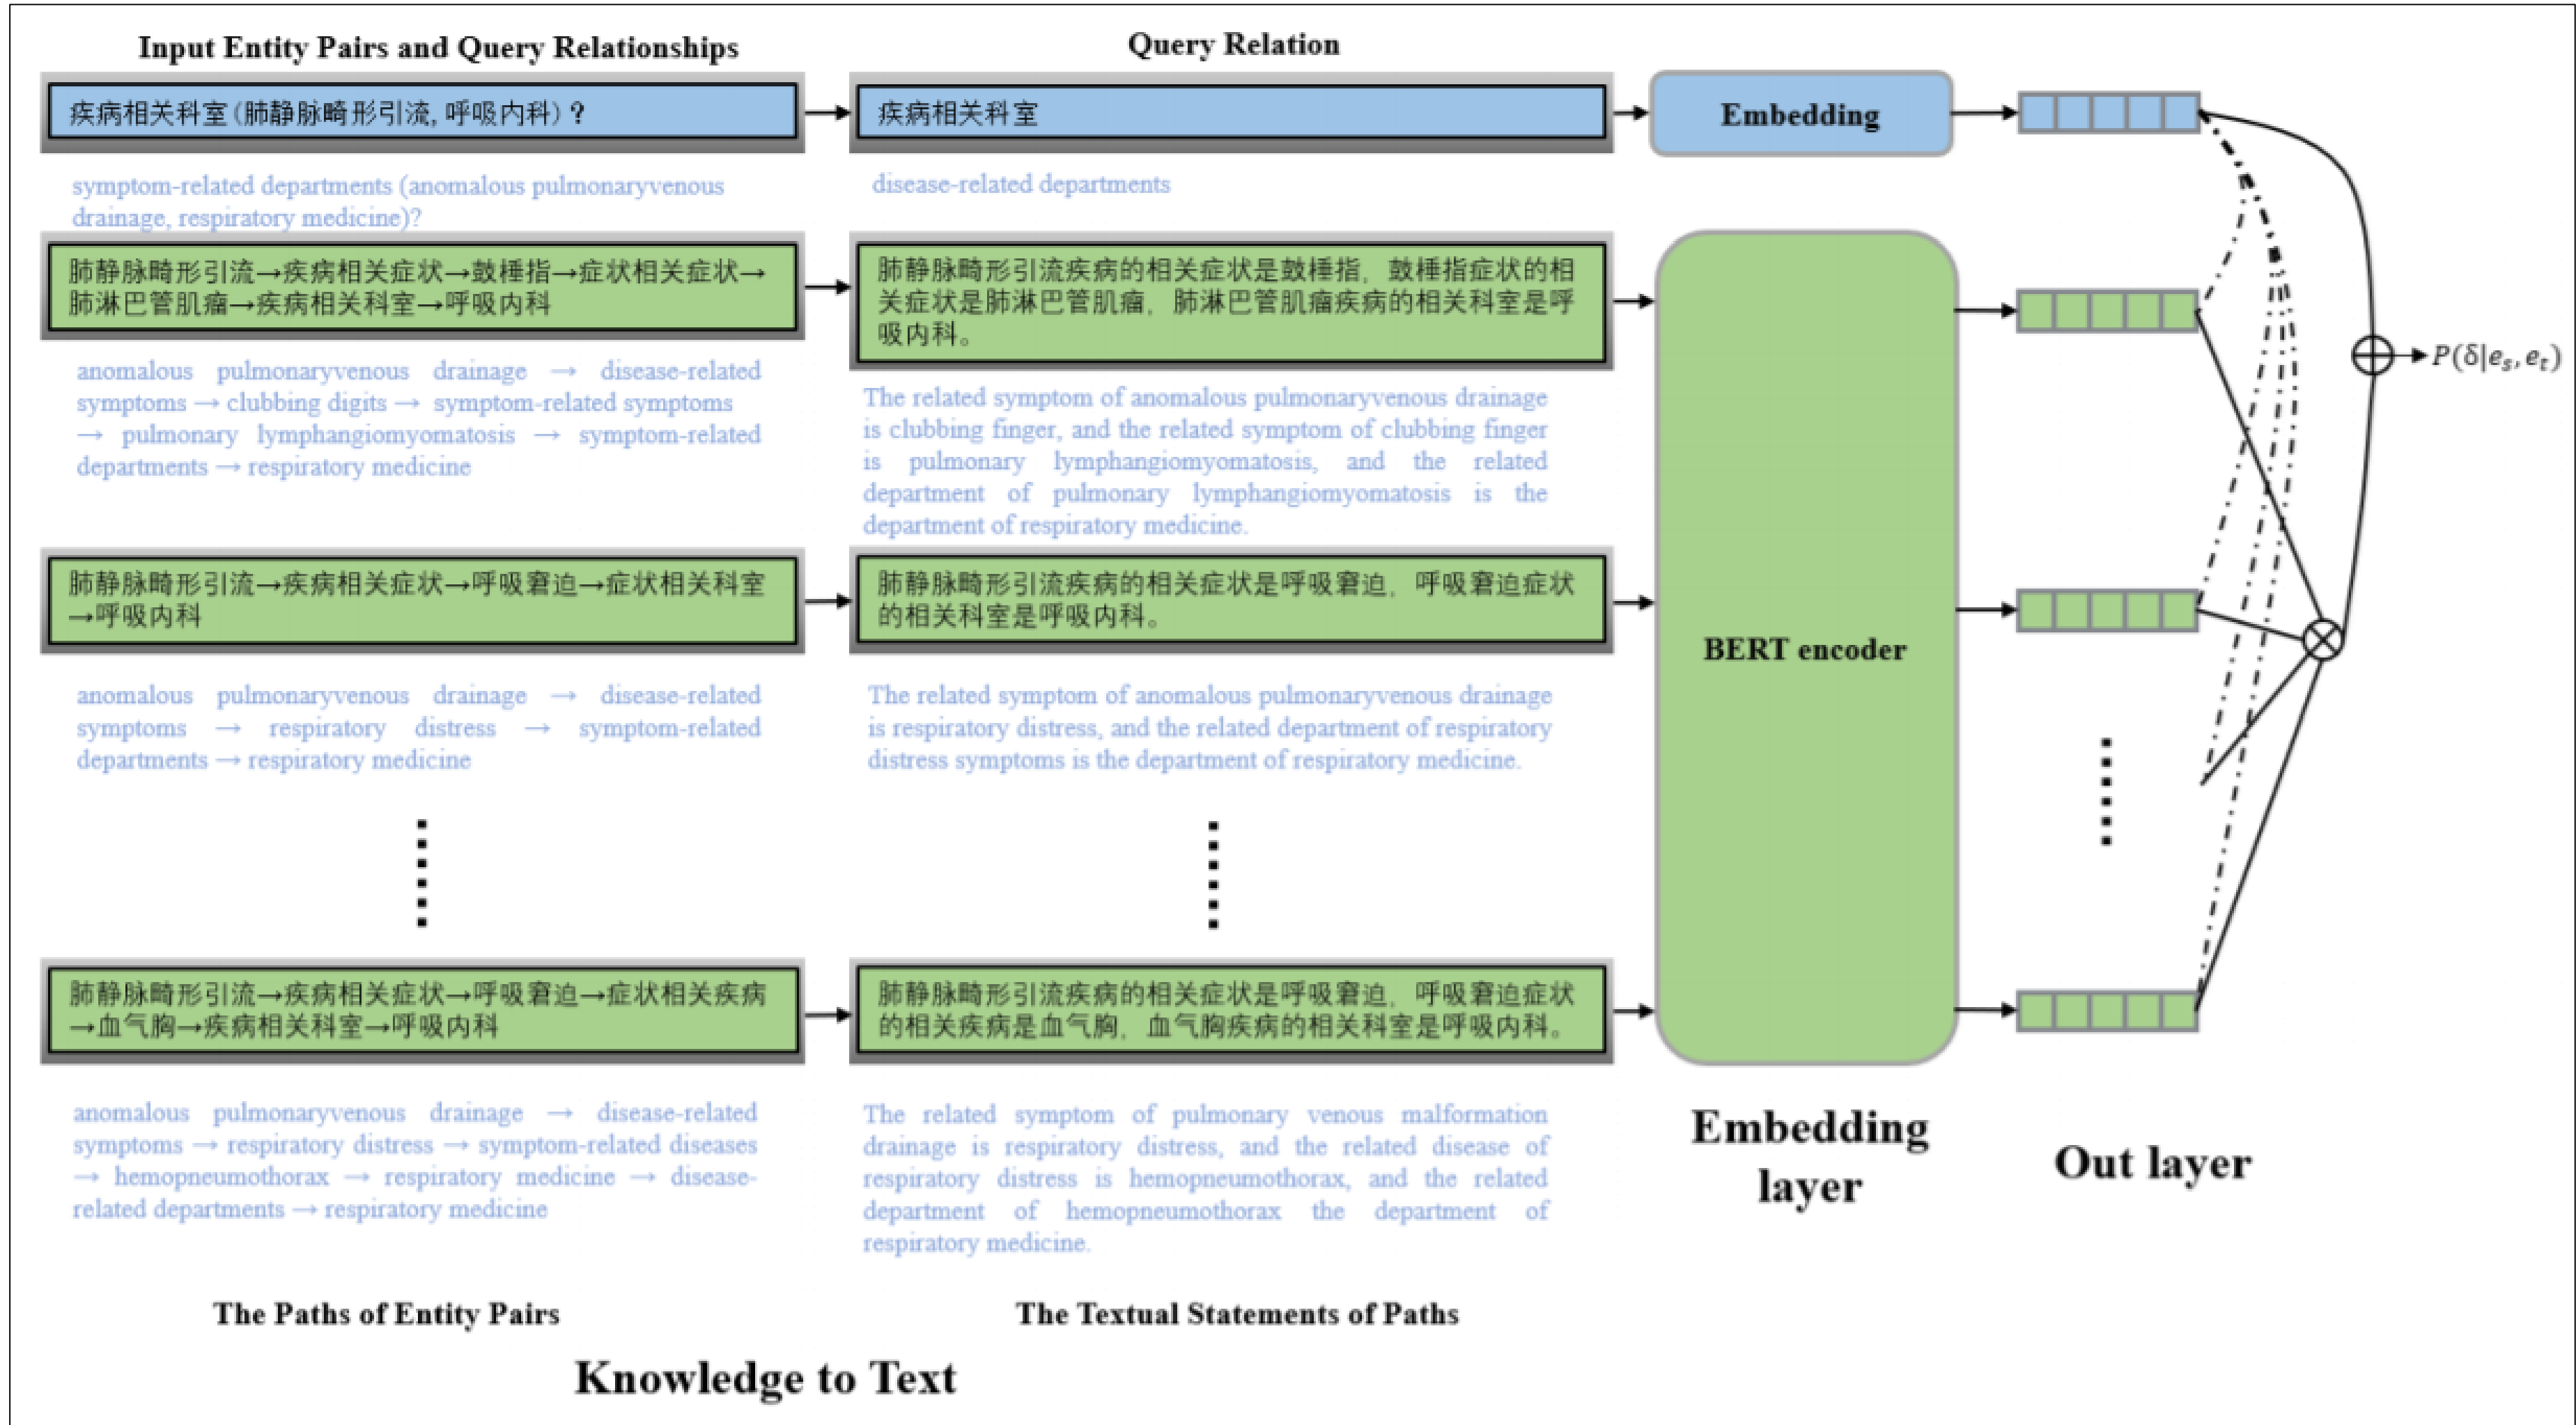 Input Entity Pairs and Query Relationships
Query Relation
疾病相关科室(肺静脉畸形引流,呼吸内科)?
疾病相关科室
Embedding
symptom-related departments (anomalous pulmonaryvenous
drainage, respiratory medicine)?
disease-related departments
肺静脉畸形引流→疾病相关症状→鼓棰指→症状相关症状→
肺淋巴管肌瘤→疾病相关科室→呼吸内科
肺静脉畸形引流疾病的相关症状是鼓棰指，鼓棰指症状的相
关症状是肺淋巴管肌瘤，肺淋巴管肌瘤疾病的相关科室是呼
吸内科。
anomalous pulmonaryvenous drainage → disease-related
symptoms → clubbing digits → symptom-related symptoms
→ pulmonary lymphangiomyomatosis → symptom-related
departments → respiratory medicine
The related symptom of anomalous pulmonaryvenous drainage
is clubbing finger, and the related symptom of clubbing finger
is pulmonary lymphangiomyomatosis, and the related
department of pulmonary lymphangiomyomatosis is the
department of respiratory medicine.
P(δ|e_s, e_t)
肺静脉畸形引流→疾病相关症状→呼吸窘迫→症状相关科室
→呼吸内科
肺静脉畸形引流疾病的相关症状是呼吸窘迫，呼吸窘迫症状
的相关科室是呼吸内科。
BERT encoder
anomalous pulmonaryvenous drainage → disease-related
symptoms → respiratory distress → symptom-related
departments → respiratory medicine
The related symptom of anomalous pulmonaryvenous drainage
is respiratory distress, and the related department of respiratory
distress symptoms is the department of respiratory medicine.
肺静脉畸形引流→疾病相关症状→呼吸窘迫→症状相关疾病
→血气胸→疾病相关科室→呼吸内科
肺静脉畸形引流疾病的相关症状是呼吸窘迫，呼吸窘迫症状
的相关疾病是血气胸，血气胸疾病的相关科室是呼吸内科。
anomalous pulmonaryvenous drainage → disease-related
symptoms → respiratory distress → symptom-related diseases
→ hemopneumothorax → respiratory medicine → disease-
related departments → respiratory medicine
The related symptom of pulmonary venous malformation
drainage is respiratory distress, and the related disease of
respiratory distress is hemopneumothorax, and the related
department of hemopneumothorax the department of
respiratory medicine.
Embedding
layer
Out layer
The Paths of Entity Pairs
The Textual Statements of Paths
Knowledge to Text